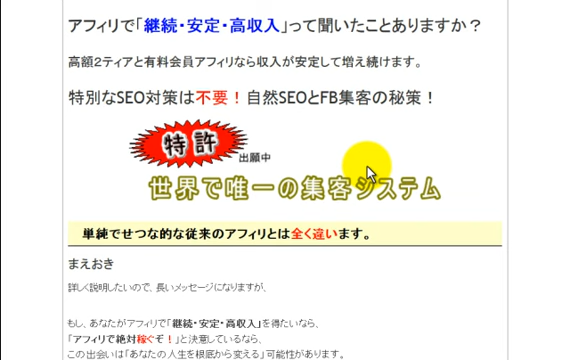 アフィリで「継続・安定・高収入」って聞いたことありますか？
高額２ティアと有料会員アフィリなら収入が安定して増え続けます。
特別なSEO対策は不要！自然SEOとFB集客の秘策！
特許
出願中
世界で唯一の集客システム
単純でせつな的な従来のアフィリとは全く違います。
まえおき
詳しく説明したいので、長いメッセージになりますが、
もし、あなたがアフィリで「継続・安定・高収入」を得たいなら、
「アフィリで絶対稼ぐぞ！」と決意しているなら、
この出会いは「あなたの人生を根底から変える」可能性があります。